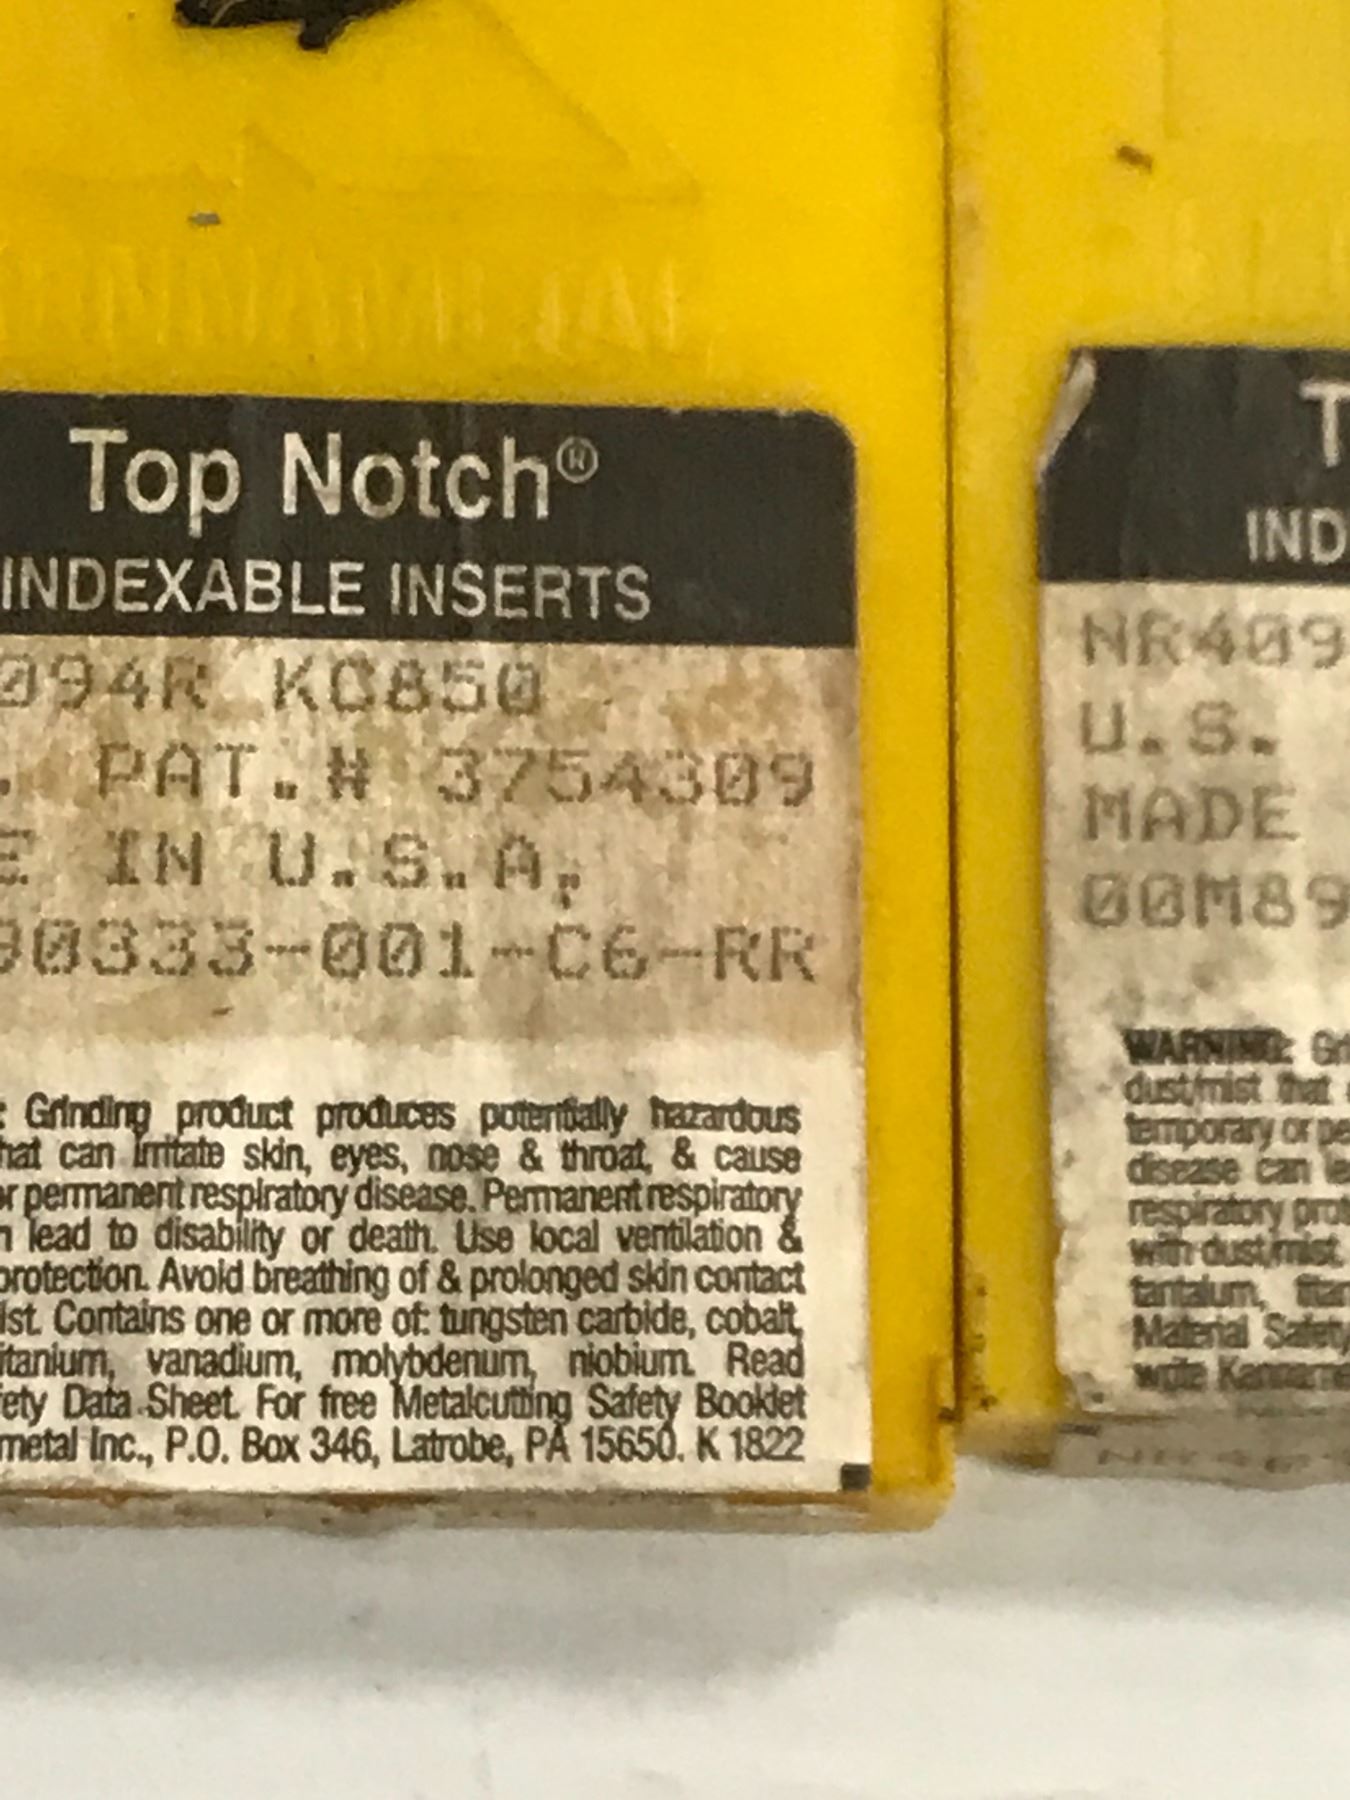 KENNAMETAL
Top Notch®
INDEXABLE INSERTS
094R KC850
. PAT.# 3754309
E IN U.S.A.
90333-001-C6-RR
: Grinding product produces potentially hazardous
hat can irritate skin, eyes, nose & throat, & cause
or permanent respiratory disease. Permanent respiratory
n lead to disability or death. Use local ventilation &
protection. Avoid breathing of & prolonged skin contact
ist. Contains one or more of: tungsten carbide, cobalt,
itanium, vanadium, molybdenum, niobium. Read
ety Data Sheet. For free Metalcutting Safety Booklet
metal Inc., P.O. Box 346, Latrobe, PA 15650. K 1822
T
IND
NR409
U.S.
MADE
00M89
WARNING: Gri
dust/mist that
temporary or pe
disease can le
respiratory prot
with dust/mist.
tantalum, titan
Material Safety
write Kenname